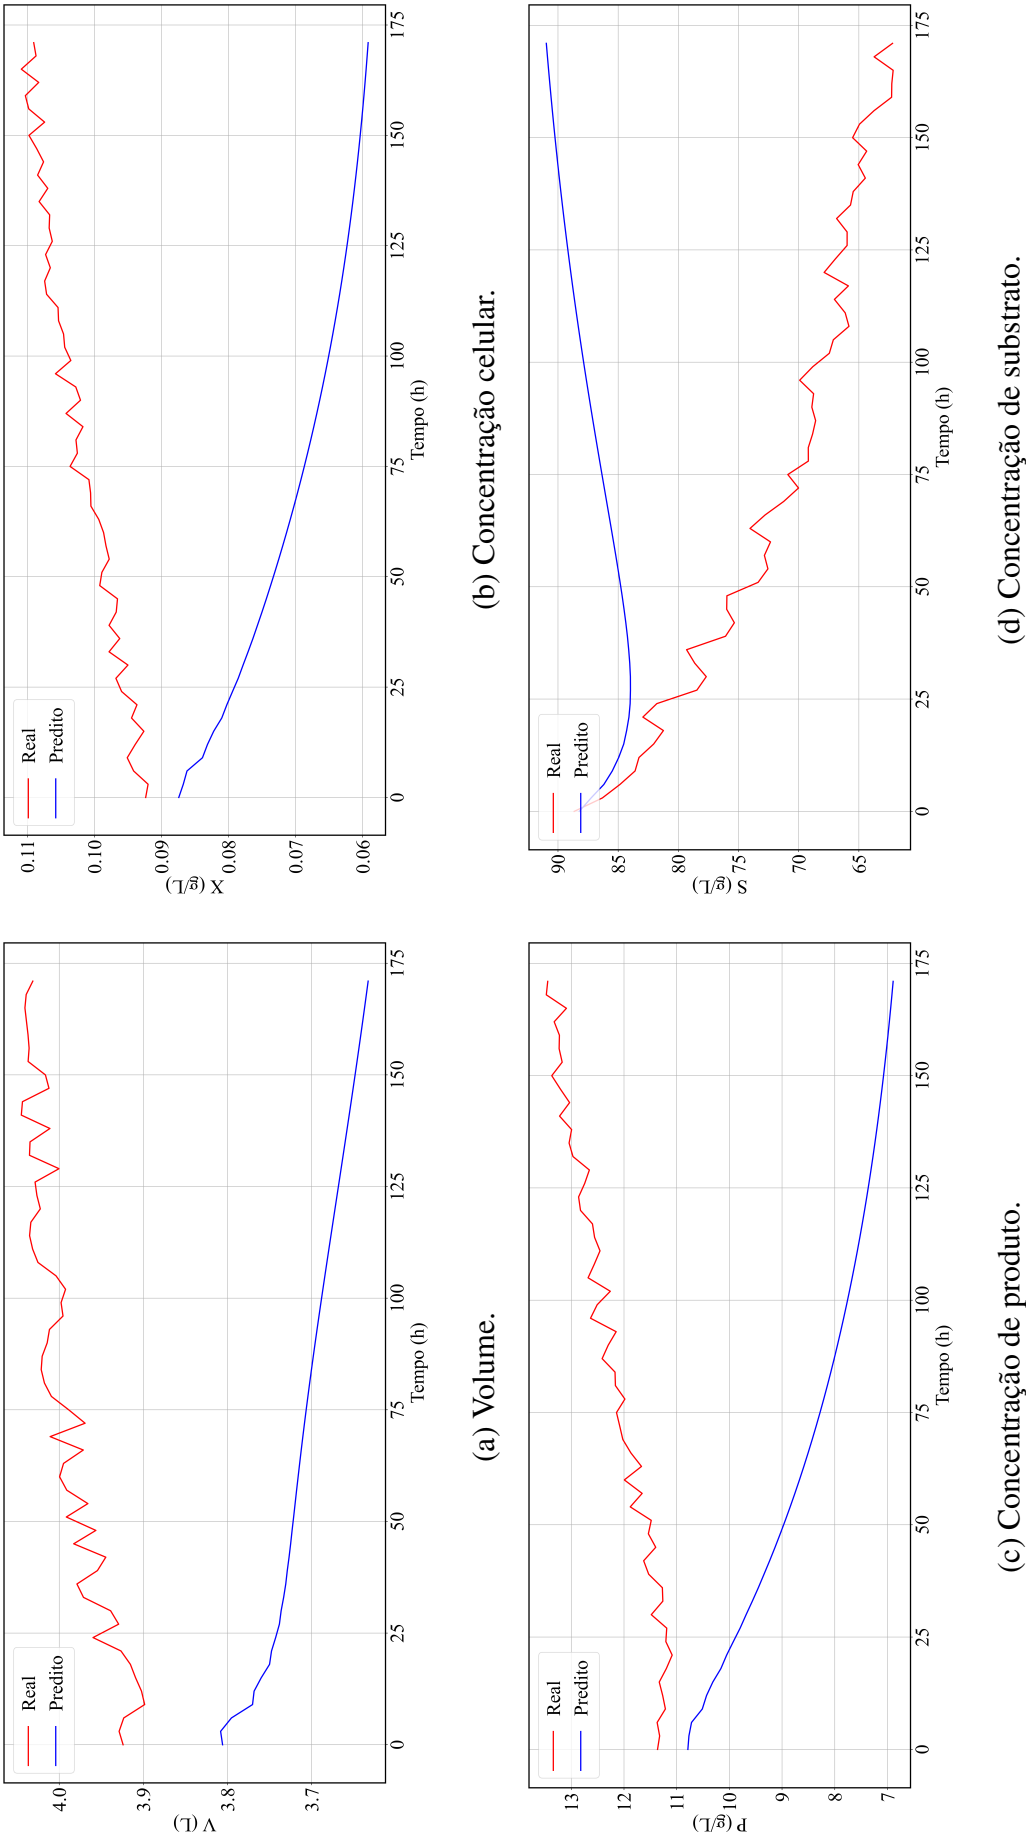 V (L)
4.0
3.9
3.8
3.7
Real
Predito
0 25 50 75 100 125 150 175
Tempo (h)
(a) Volume.
X (g/L)
0.11
0.10
0.09
0.08
0.07
0.06
Real
Predito
0 25 50 75 100 125 150 175
Tempo (h)
(b) Concentração celular.
P (g/L)
13
12
11
10
9
8
7
Real
Predito
0 25 50 75 100 125 150 175
Tempo (h)
(c) Concentração de produto.
S (g/L)
90
85
80
75
70
65
Real
Predito
0 25 50 75 100 125 150 175
Tempo (h)
(d) Concentração de substrato.